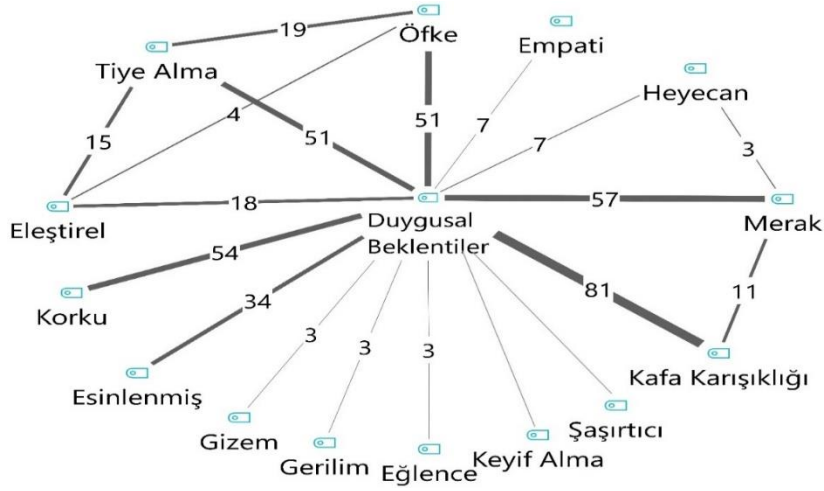 Öfke
19
Empati
Tiye Alma
Heyecan
4
51
7
15
51
7
3
18
57
Eleştirel
Duygusal
Beklentiler
Merak
54
Korku
34
81
11
3
3
3
Kafa Karışıklığı
Esinlenmiş
Gizem
Gerilim
Eğlence
Keyif Alma
Şaşırtıcı